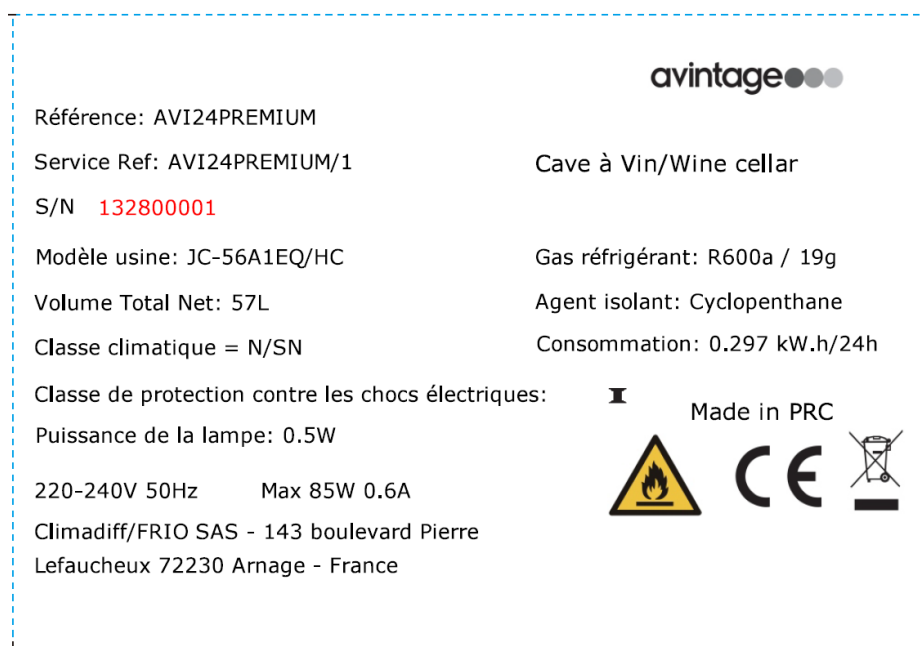 avintage
Référence: AVI24PREMIUM
Service Ref: AVI24PREMIUM/1
Cave à Vin/Wine cellar
S/N 132800001
Modèle usine: JC-56A1EQ/HC
Gas réfrigérant: R600a / 19g
Volume Total Net: 57L
Agent isolant: Cyclopenthane
Classe climatique = N/SN
Consommation: 0.297 kW.h/24h
Classe de protection contre les chocs électriques: I
Made in PRC
Puissance de la lampe: 0.5W
CE
220-240V 50Hz Max 85W 0.6A
Climadiff/FRIO SAS - 143 boulevard Pierre
Lefaucheux 72230 Arnage - France